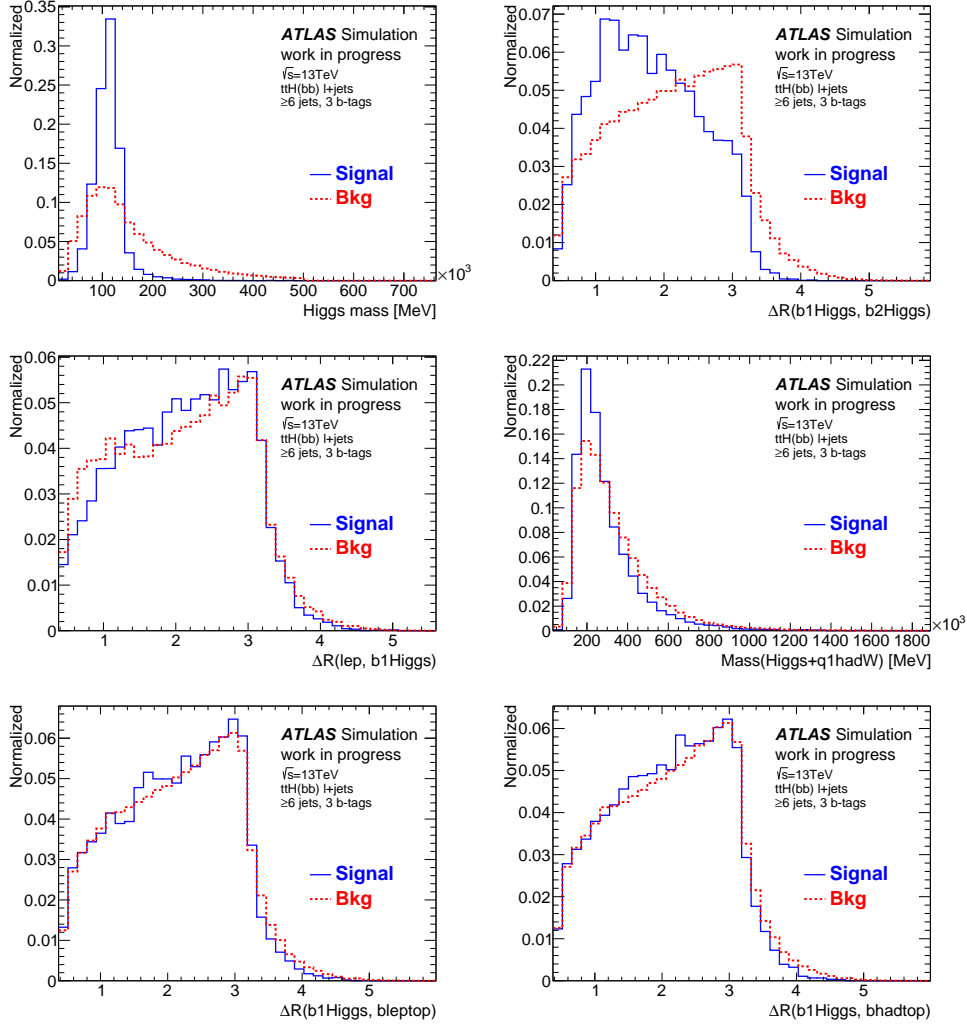 Normalized
0.35
0.3
0.25
0.2
0.15
0.1
0.05
0
ATLAS Simulation
work in progress
√s=13TeV
ttH(bb) l+jets
≥6 jets, 3 b-tags
Signal
Bkg
100 200 300 400 500 600 700
×10³
Higgs mass [MeV]
Normalized
0.07
0.06
0.05
0.04
0.03
0.02
0.01
0
ATLAS Simulation
work in progress
√s=13TeV
ttH(bb) l+jets
≥6 jets, 3 b-tags
Signal
Bkg
1 2 3 4 5
ΔR(b1Higgs, b2Higgs)
Normalized
0.06
0.05
0.04
0.03
0.02
0.01
0
ATLAS Simulation
work in progress
√s=13TeV
ttH(bb) l+jets
≥6 jets, 3 b-tags
Signal
Bkg
1 2 3 4 5
ΔR(lep, b1Higgs)
Normalized
0.22
0.2
0.18
0.16
0.14
0.12
0.1
0.08
0.06
0.04
0.02
0
ATLAS Simulation
work in progress
√s=13TeV
ttH(bb) l+jets
≥6 jets, 3 b-tags
Signal
Bkg
200 400 600 800 1000 1200 1400 1600 1800
×10³
Mass(Higgs+q1hadW) [MeV]
Normalized
0.06
0.05
0.04
0.03
0.02
0.01
0
ATLAS Simulation
work in progress
√s=13TeV
ttH(bb) l+jets
≥6 jets, 3 b-tags
Signal
Bkg
1 2 3 4 5
ΔR(b1Higgs, bleptop)
Normalized
0.06
0.05
0.04
0.03
0.02
0.01
0
ATLAS Simulation
work in progress
√s=13TeV
ttH(bb) l+jets
≥6 jets, 3 b-tags
Signal
Bkg
1 2 3 4 5
ΔR(b1Higgs, bhadtop)